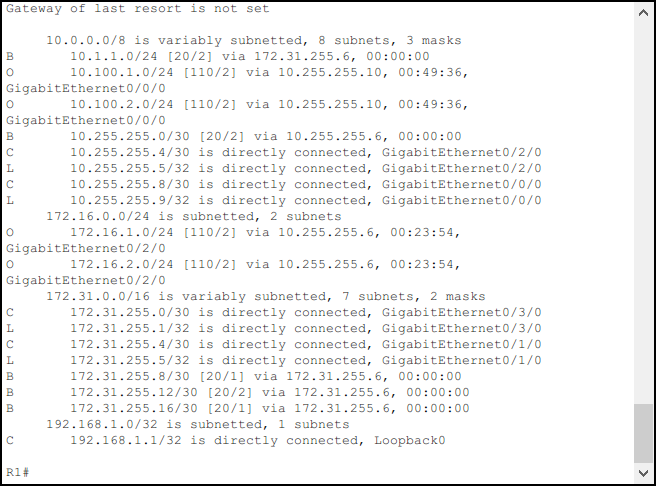 Gateway of last resort is not set
10.0.0.0/8 is variably subnetted, 8 subnets, 3 masks
B 10.1.1.0/24 [20/2] via 172.31.255.6, 00:00:00
O 10.100.1.0/24 [110/2] via 10.255.255.10, 00:49:36,
GigabitEthernet0/0/0
O 10.100.2.0/24 [110/2] via 10.255.255.10, 00:49:36,
GigabitEthernet0/0/0
B 10.255.255.0/30 [20/2] via 10.255.255.6, 00:00:00
C 10.255.255.4/30 is directly connected, GigabitEthernet0/2/0
L 10.255.255.5/32 is directly connected, GigabitEthernet0/2/0
C 10.255.255.8/30 is directly connected, GigabitEthernet0/0/0
L 10.255.255.9/32 is directly connected, GigabitEthernet0/0/0
172.16.0.0/24 is subnetted, 2 subnets
O 172.16.1.0/24 [110/2] via 10.255.255.6, 00:23:54,
GigabitEthernet0/2/0
O 172.16.2.0/24 [110/2] via 10.255.255.6, 00:23:54,
GigabitEthernet0/2/0
172.31.0.0/16 is variably subnetted, 7 subnets, 2 masks
C 172.31.255.0/30 is directly connected, GigabitEthernet0/3/0
L 172.31.255.1/32 is directly connected, GigabitEthernet0/3/0
C 172.31.255.4/30 is directly connected, GigabitEthernet0/1/0
L 172.31.255.5/32 is directly connected, GigabitEthernet0/1/0
B 172.31.255.8/30 [20/1] via 172.31.255.6, 00:00:00
B 172.31.255.12/30 [20/2] via 172.31.255.6, 00:00:00
B 172.31.255.16/30 [20/1] via 172.31.255.6, 00:00:00
192.168.1.0/32 is subnetted, 1 subnets
C 192.168.1.1/32 is directly connected, Loopback0
R1#